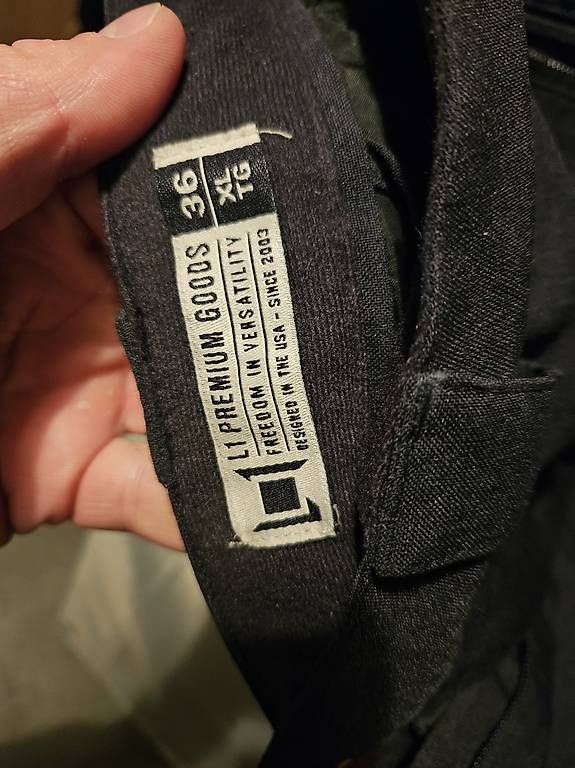 36
XL
TG
L1 PREMIUM GOODS
FREEDOM IN VERSATILITY
DESIGNED IN THE USA - SINCE 2003